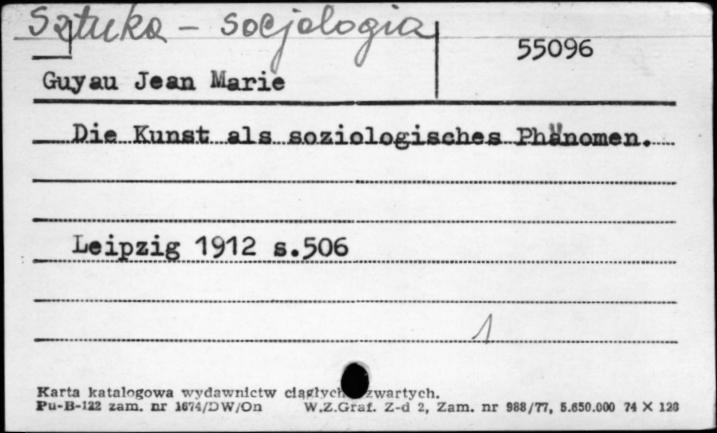 Sztuka – socjologia
55096
Guyau Jean Marie
Die Kunst als soziologisches Phänomen.
Leipzig 1912 s.506
1
Karta katalogowa wydawnictw ciągłych zwartych.
Pu-B-122 zam. nr 1674/DW/On W.Z.Graf. Z-d 2, Zam. nr 988/77, 5.650.000 74 X 120